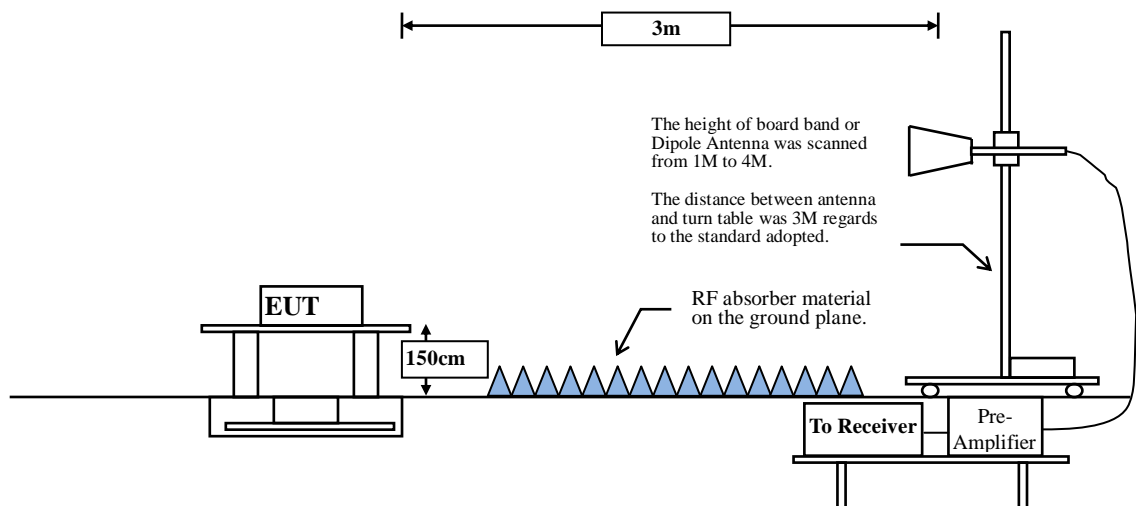 3m
The height of board band or
Dipole Antenna was scanned
from 1M to 4M.
The distance between antenna
and turn table was 3M regards
to the standard adopted.
EUT
RF absorber material
on the ground plane.
150cm
To Receiver
Pre-
Amplifier